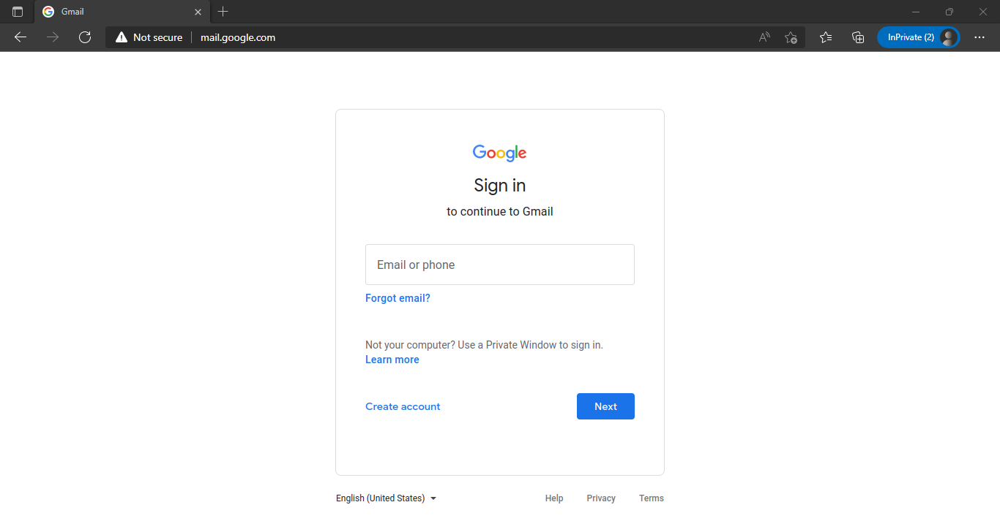 Gmail
Not secure mail.google.com InPrivate (2)
Google
Sign in
to continue to Gmail
Email or phone
Forgot email?
Not your computer? Use a Private Window to sign in.
Learn more
Create account Next
English (United States) Help Privacy Terms